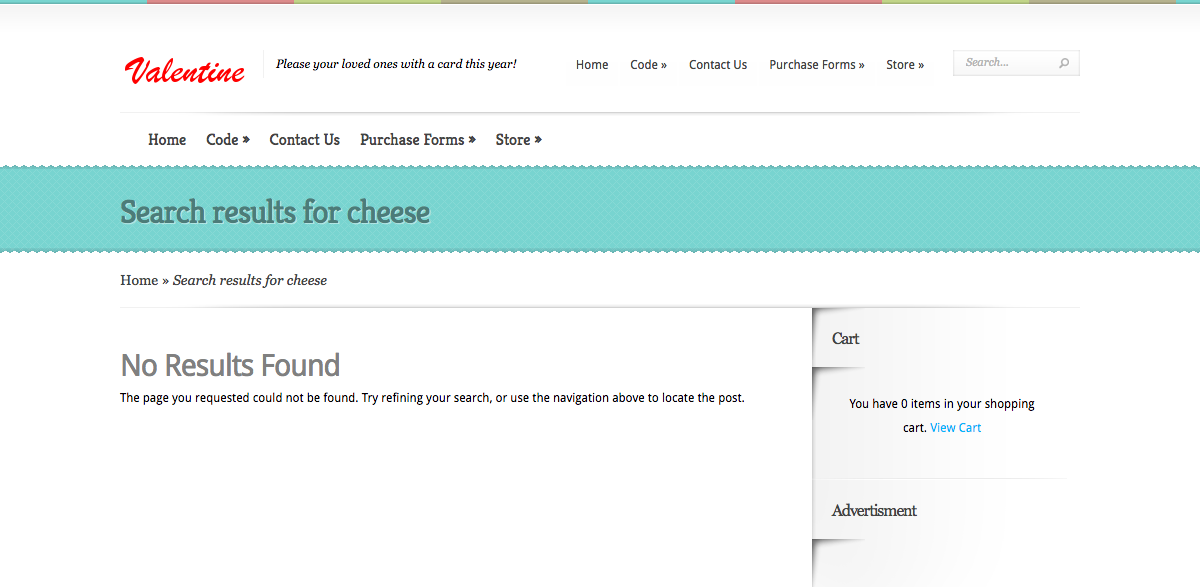 Valentine
Please your loved ones with a card this year!
Home Code » Contact Us Purchase Forms » Store »
Search...
Home Code » Contact Us Purchase Forms » Store »
Search results for cheese
Home » Search results for cheese
No Results Found
The page you requested could not be found. Try refining your search, or use the navigation above to locate the post.
Cart
You have 0 items in your shopping
cart. View Cart
Advertisment